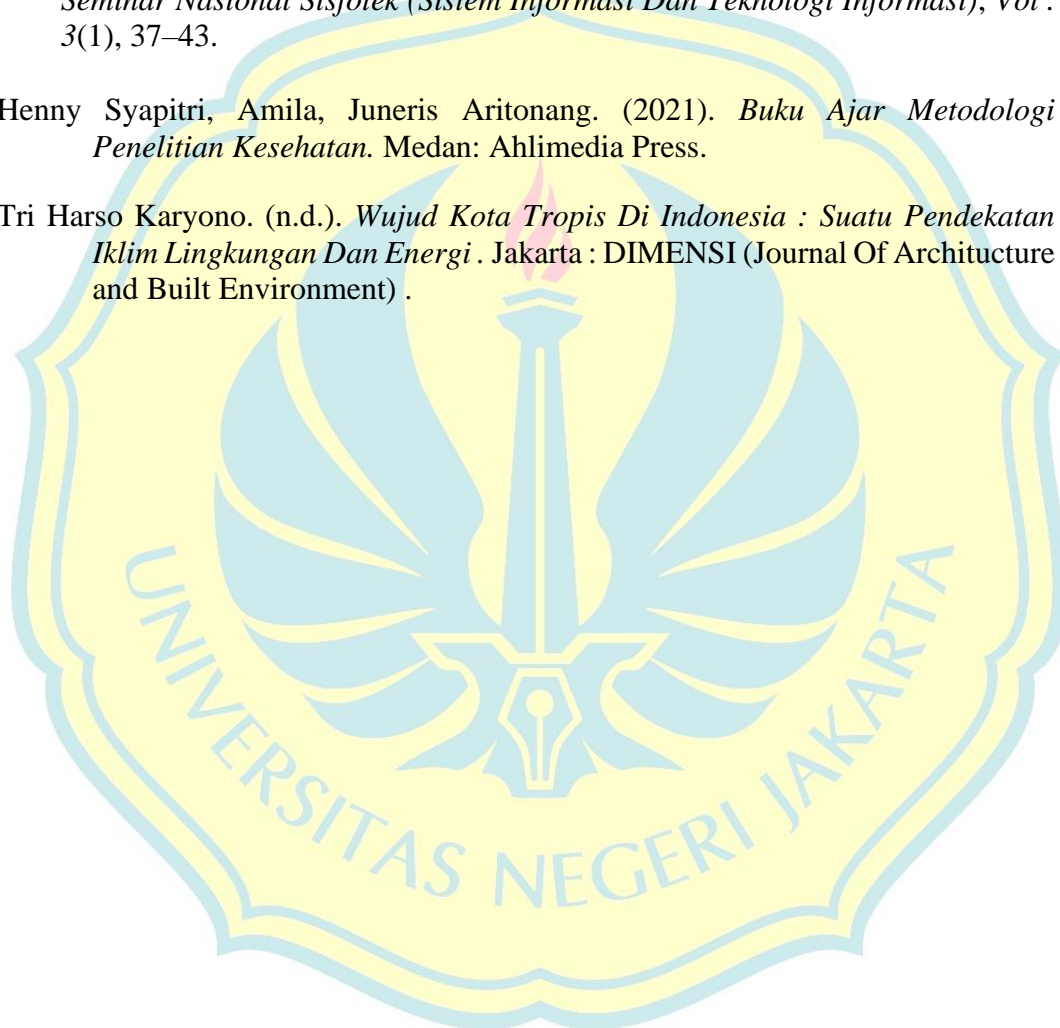 Seminar Nasional Sisfotek (Sistem Informasi Dan Teknologi Informasi), Vol .
3(1), 37–43.
Henny Syapitri, Amila, Juneris Aritonang. (2021). Buku Ajar Metodologi
Penelitian Kesehatan. Medan: Ahlimedia Press.
Tri Harso Karyono. (n.d.). Wujud Kota Tropis Di Indonesia : Suatu Pendekatan
Iklim Lingkungan Dan Energi . Jakarta : DIMENSI (Journal Of Architucture
and Built Environment) .
UNIVERSITAS NEGERI JAKARTA